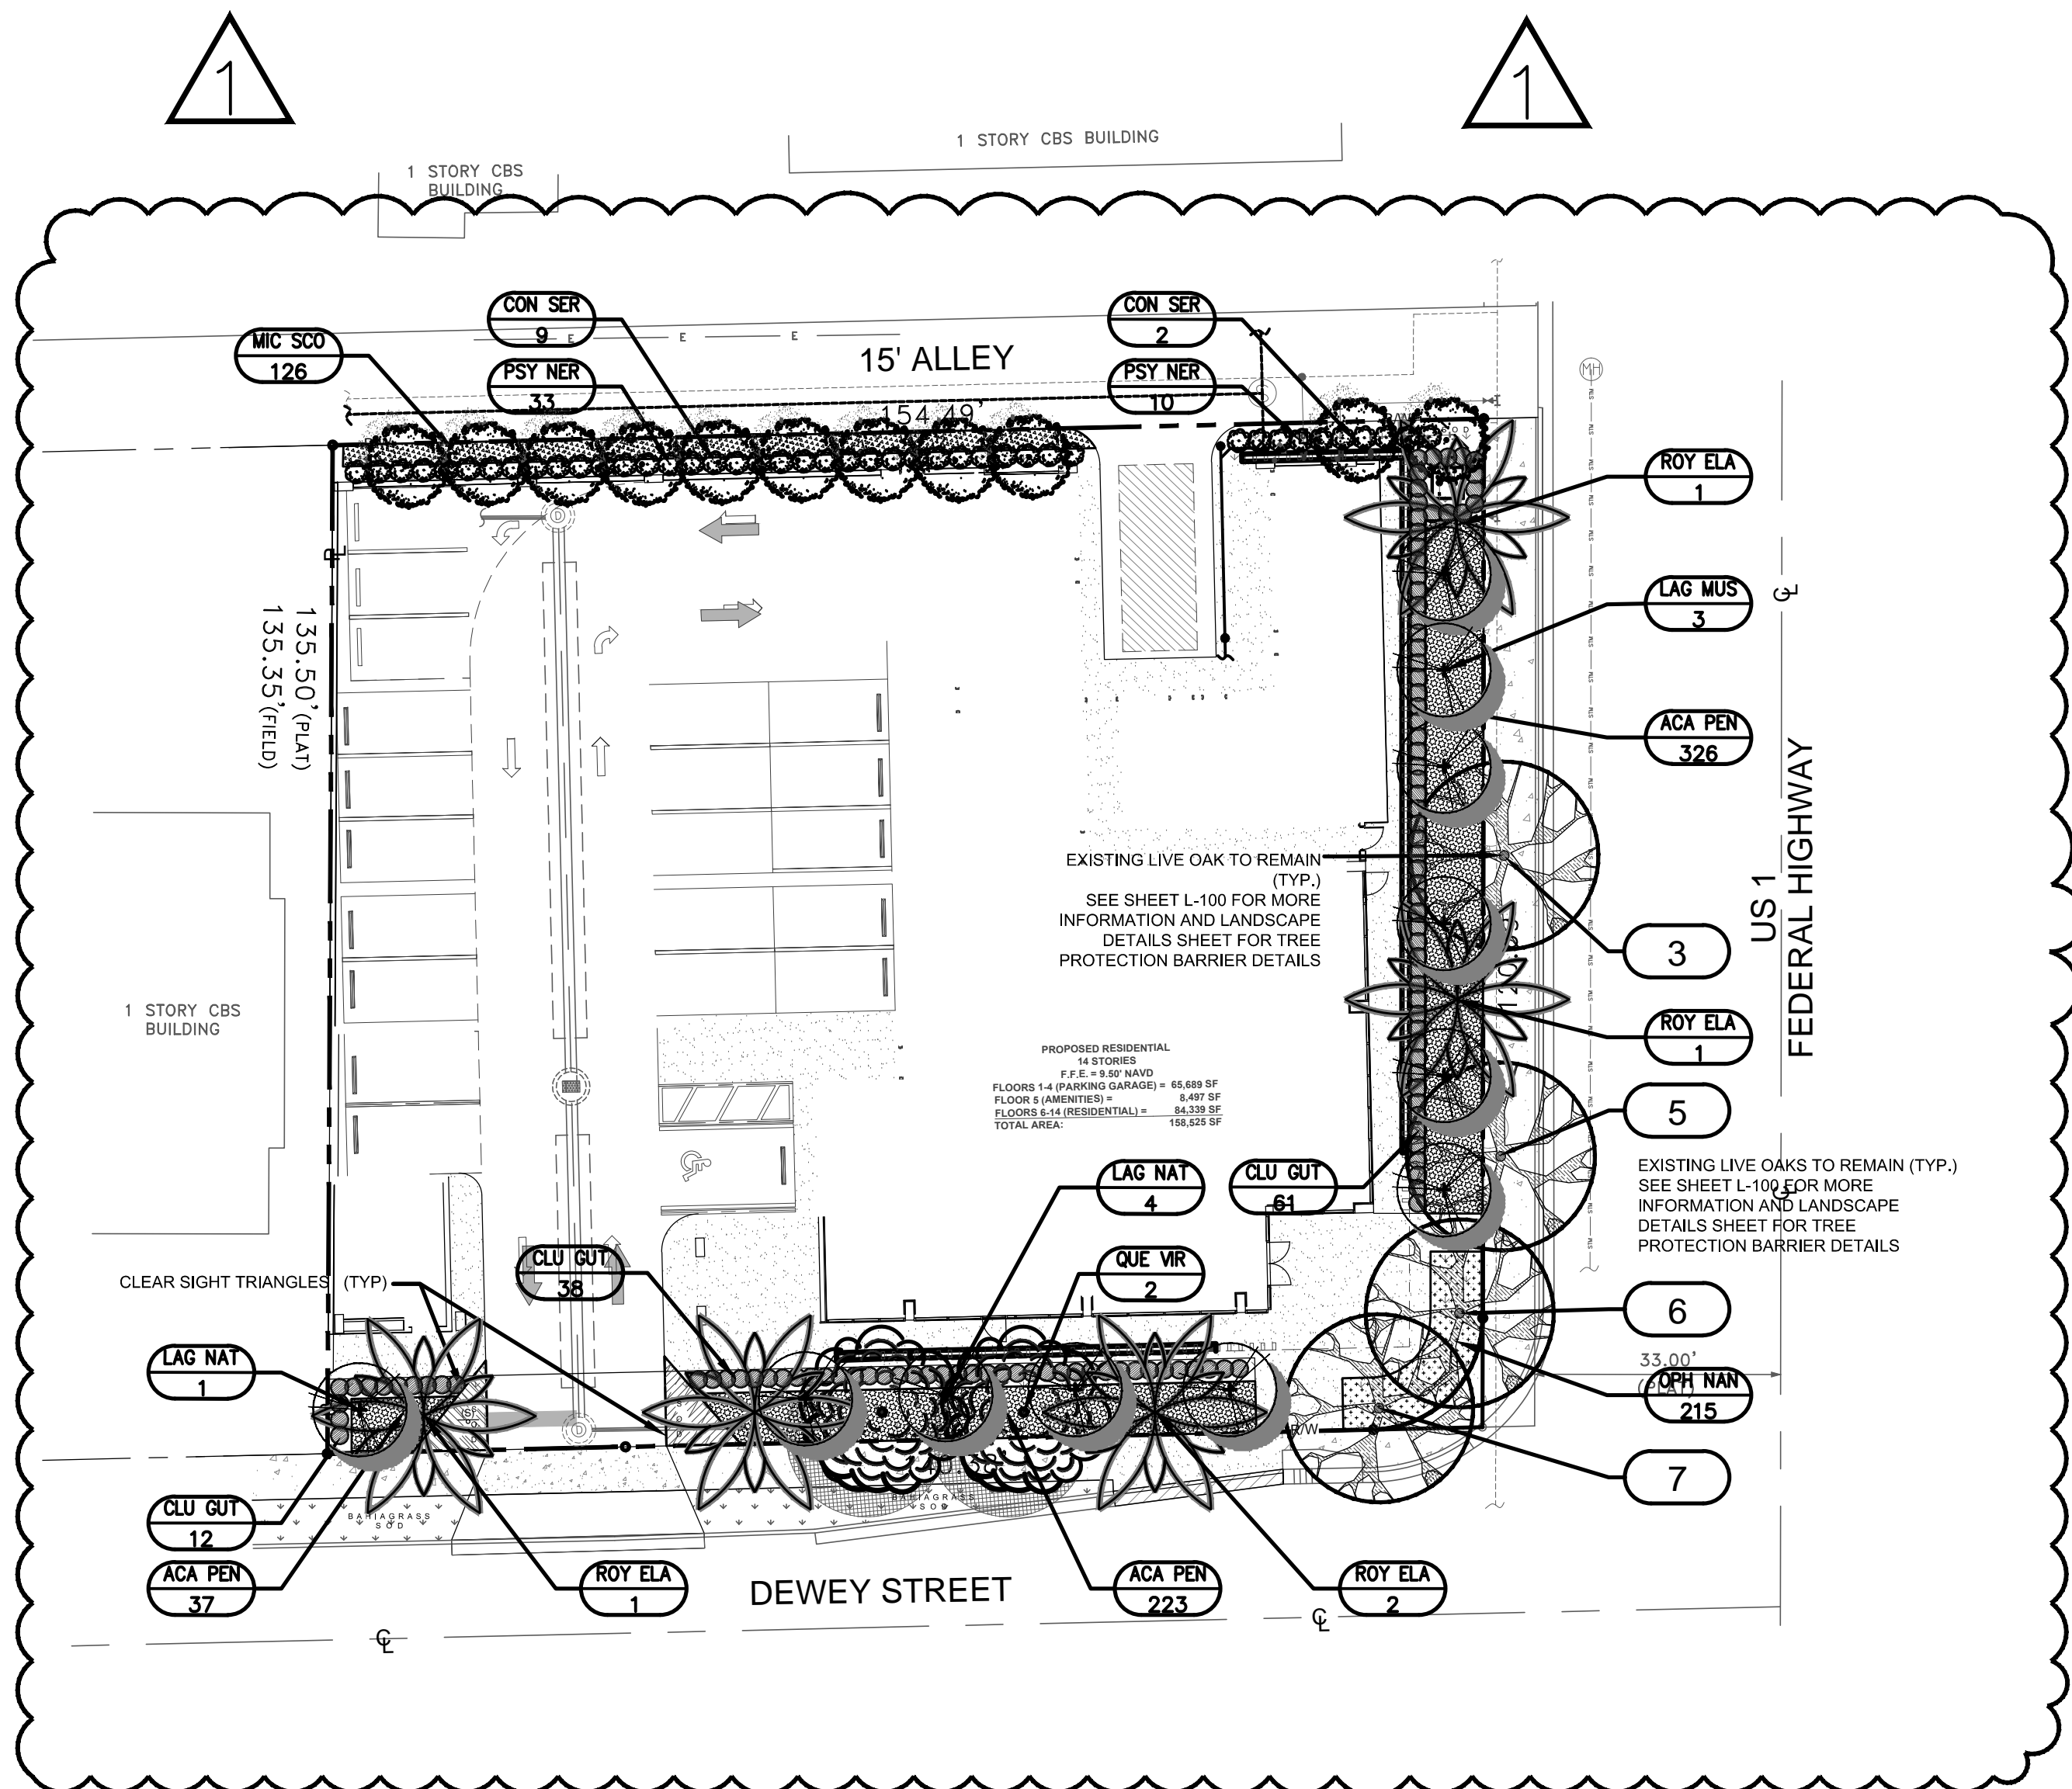 1
1
1 STORY CBS BUILDING
1 STORY CBS
BUILDING
CON SER
9
CON SER
2
MIC SCO
126
PSY NER
33
PSY NER
10
E
E
E
15' ALLEY
154.49'
MH
ROY ELA
1
LAG MUS
3
ACA PEN
326
135.50' (PLAT)
135.35' (FIELD)
D
EXISTING LIVE OAK TO REMAIN
(TYP.)
SEE SHEET L-100 FOR MORE
INFORMATION AND LANDSCAPE
DETAILS SHEET FOR TREE
PROTECTION BARRIER DETAILS
3
US 1
FEDERAL HIGHWAY
1 STORY CBS
BUILDING
ROY ELA
1
PROPOSED RESIDENTIAL
14 STORIES
F.F.E. = 9.50' NAVD
FLOORS 1-4 (PARKING GARAGE) = 65,689 SF
FLOOR 5 (AMENITIES) = 8,497 SF
FLOORS 6-14 (RESIDENTIAL) = 84,339 SF
TOTAL AREA: 158,525 SF
5
LAG NAT
4
CLU GUT
61
EXISTING LIVE OAKS TO REMAIN (TYP.)
SEE SHEET L-100 FOR MORE
INFORMATION AND LANDSCAPE
DETAILS SHEET FOR TREE
PROTECTION BARRIER DETAILS
CLU GUT
38
QUE VIR
2
CLEAR SIGHT TRIANGLES (TYP)
6
LAG NAT
1
33.00'
OPH NAN
215
D
R/W
7
CLU GUT
12
BAHIAGRASS
SOD
BAHIAGRASS
SOD
ACA PEN
37
ROY ELA
1
DEWEY STREET
ACA PEN
223
ROY ELA
2